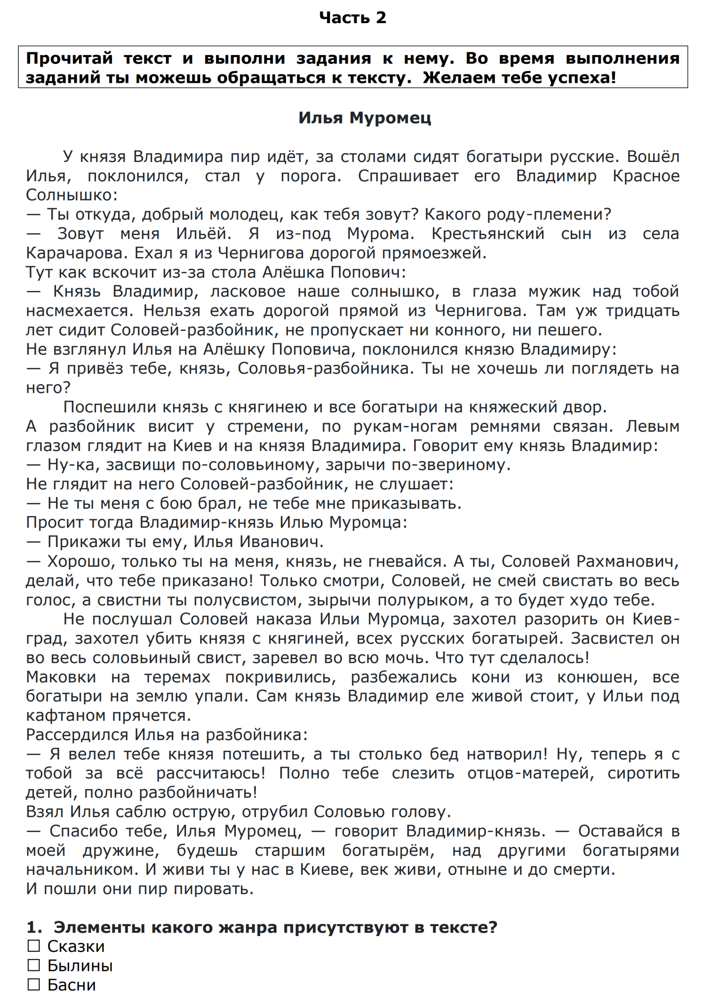 Часть 2
Прочитай текст и выполни задания к нему. Во время выполнения
заданий ты можешь обращаться к тексту. Желаем тебе успеха!
Илья Муромец
У князя Владимира пир идёт, за столами сидят богатыри русские. Вошёл
Илья, поклонился, стал у порога. Спрашивает его Владимир Красное
Солнышко:
— Ты откуда, добрый молодец, как тебя зовут? Какого роду-племени?
— Зовут меня Ильёй. Я из-под Мурома. Крестьянский сын из села
Карачарова. Ехал я из Чернигова дорогой прямоезжей.
Тут как вскочит из-за стола Алёшка Попович:
— Князь Владимир, ласковое наше солнышко, в глаза мужик над тобой
насмехается. Нельзя ехать дорогой прямой из Чернигова. Там уж тридцать
лет сидит Соловей-разбойник, не пропускает ни конного, ни пешего.
Не взглянул Илья на Алёшку Поповича, поклонился князю Владимиру:
— Я привёз тебе, князь, Соловья-разбойника. Ты не хочешь ли поглядеть на
него?
Поспешили князь с княгинею и все богатыри на княжеский двор.
А разбойник висит у стремени, по рукам-ногам ремнями связан. Левым
глазом глядит на Киев и на князя Владимира. Говорит ему князь Владимир:
— Ну-ка, засвищи по-соловьиному, зарычи по-звериному.
Не глядит на него Соловей-разбойник, не слушает:
— Не ты меня с бою брал, не тебе мне приказывать.
Просит тогда Владимир-князь Илью Муромца:
— Прикажи ты ему, Илья Иванович.
— Хорошо, только ты на меня, князь, не гневайся. А ты, Соловей Рахманович,
делай, что тебе приказано! Только смотри, Соловей, не смей свистать во весь
голос, а свистни ты полусвистом, зырычи полурыком, а то будет худо тебе.
Не послушал Соловей наказа Ильи Муромца, захотел разорить он Киев-
град, захотел убить князя с княгиней, всех русских богатырей. Засвистел он
во весь соловьиный свист, заревел во всю мочь. Что тут сделалось!
Маковки на теремах покривились, разбежались кони из конюшен, все
богатыри на землю упали. Сам князь Владимир еле живой стоит, у Ильи под
кафтаном прячется.
Рассердился Илья на разбойника:
— Я велел тебе князя потешить, а ты столько бед натворил! Ну, теперь я с
тобой за всё рассчитаюсь! Полно тебе слезить отцов-матерей, сиротить
детей, полно разбойничать!
Взял Илья саблю острую, отрубил Соловью голову.
— Спасибо тебе, Илья Муромец, — говорит Владимир-князь. — Оставайся в
моей дружине, будешь старшим богатырём, над другими богатырями
начальником. И живи ты у нас в Киеве, век живи, отныне и до смерти.
И пошли они пир пировать.
1. Элементы какого жанра присутствуют в тексте?
☐ Сказки
☐ Былины
☐ Басни